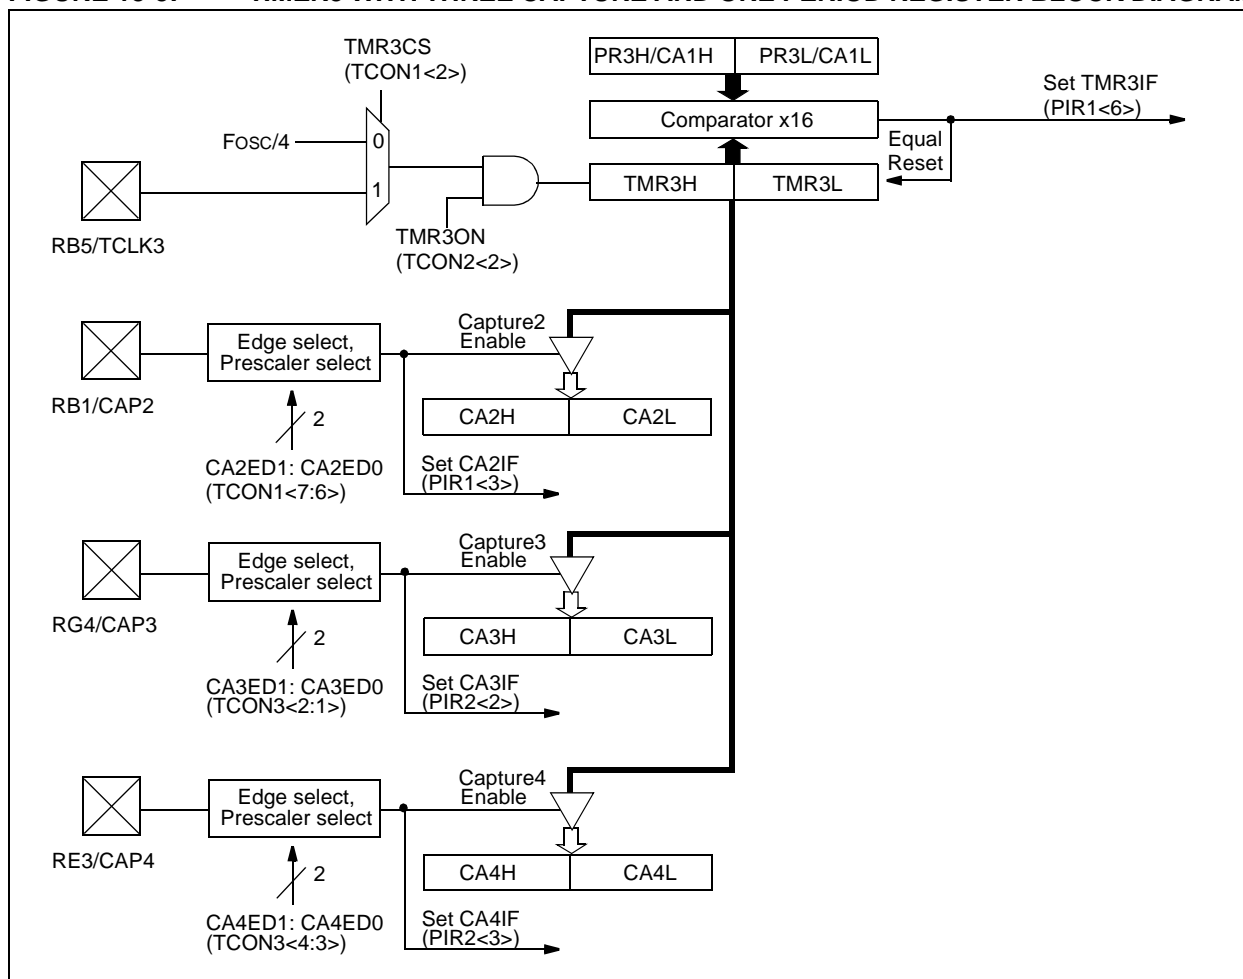 TMR3CS
(TCON1<2>)
PR3H/CA1H
PR3L/CA1L
Set TMR3IF
(PIR1<6>)
Comparator x16
FOSC/4
0
Equal
Reset
1
TMR3H
TMR3L
RB5/TCLK3
TMR3ON
(TCON2<2>)
Capture2
Enable
Edge select,
Prescaler select
RB1/CAP2
2
CA2H
CA2L
CA2ED1: CA2ED0
(TCON1<7:6>)
Set CA2IF
(PIR1<3>)
Capture3
Enable
Edge select,
Prescaler select
RG4/CAP3
2
CA3H
CA3L
CA3ED1: CA3ED0
(TCON3<2:1>)
Set CA3IF
(PIR2<2>)
Capture4
Enable
Edge select,
Prescaler select
RE3/CAP4
2
CA4H
CA4L
CA4ED1: CA4ED0
(TCON3<4:3>)
Set CA4IF
(PIR2<3>)